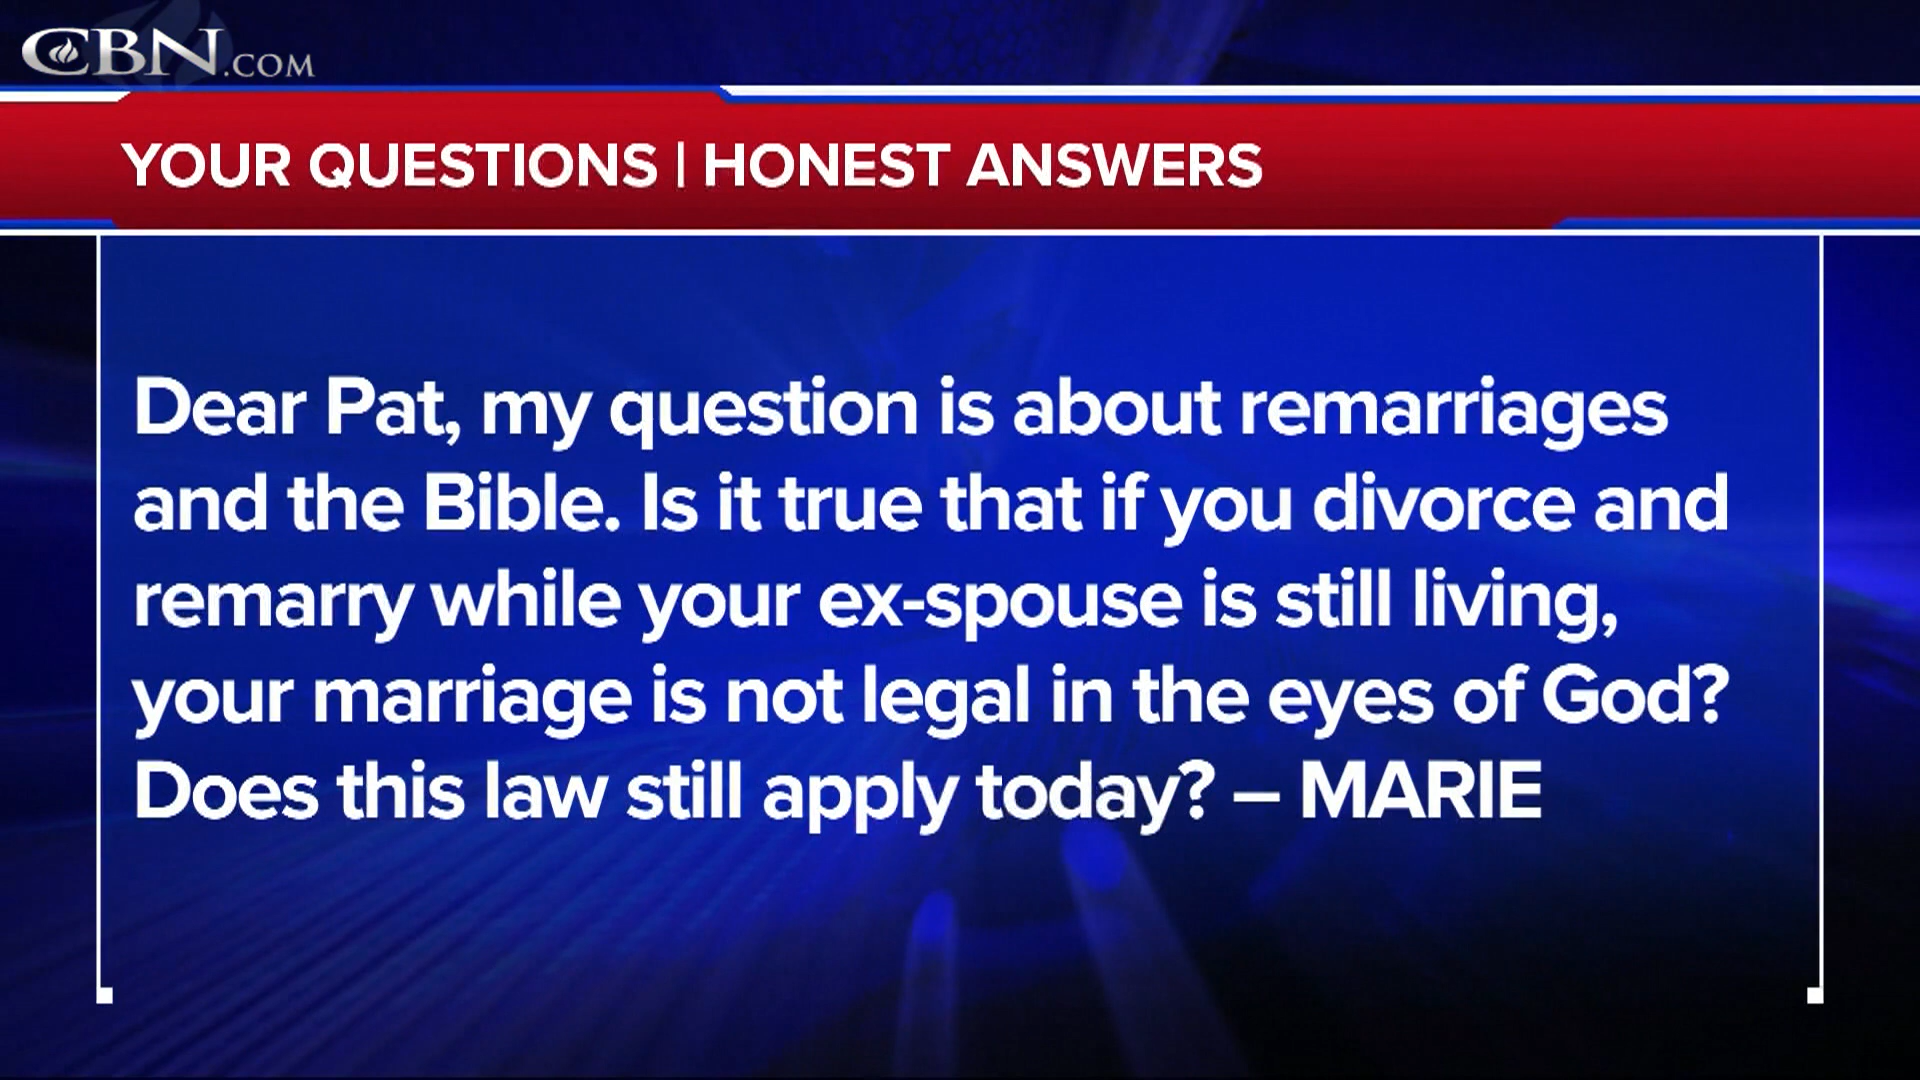 CBN.COM
YOUR QUESTIONS | HONEST ANSWERS
Dear Pat, my question is about remarriages
and the Bible. Is it true that if you divorce and
remarry while your ex-spouse is still living,
your marriage is not legal in the eyes of God?
Does this law still apply today? – MARIE